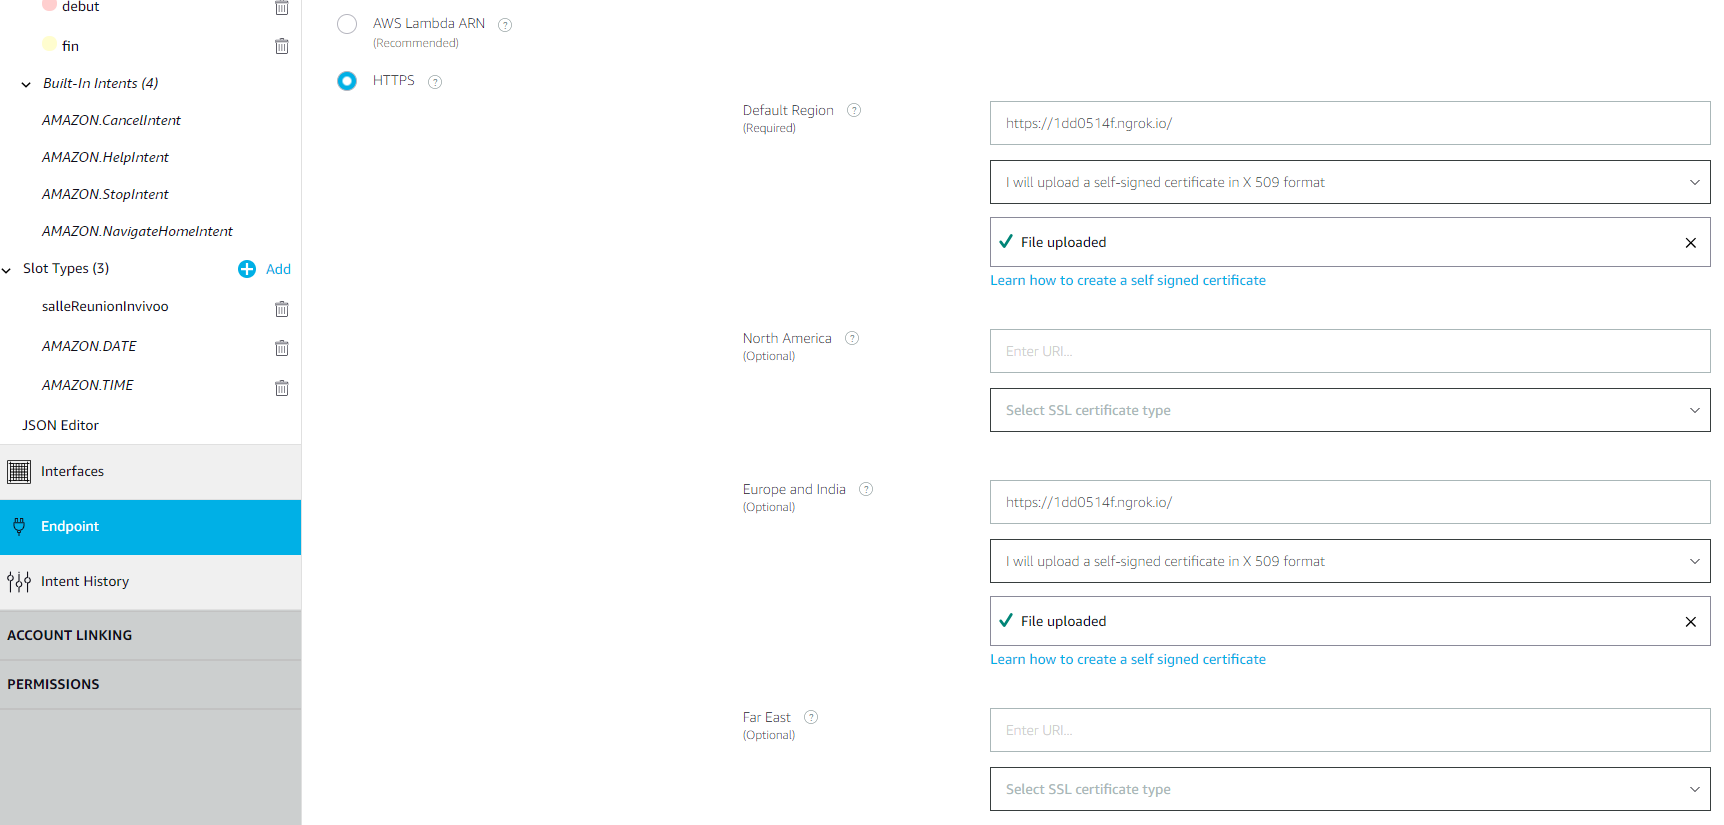 debut
fin
Built-In Intents (4)
AMAZON.CancelIntent
AMAZON.HelpIntent
AMAZON.StopIntent
AMAZON.NavigateHomeIntent
Slot Types (3)
Add
salleReunionInvivoo
AMAZON.DATE
AMAZON.TIME
JSON Editor
Interfaces
Endpoint
Intent History
ACCOUNT LINKING
PERMISSIONS
AWS Lambda ARN ?
(Recommended)
HTTPS ?
Default Region ?
(Required)
https://1dd0514f.ngrok.io/
I will upload a self-signed certificate in X 509 format
File uploaded
Learn how to create a self signed certificate
North America ?
(Optional)
Enter URI...
Select SSL certificate type
Europe and India ?
(Optional)
https://1dd0514f.ngrok.io/
I will upload a self-signed certificate in X 509 format
File uploaded
Learn how to create a self signed certificate
Far East ?
(Optional)
Enter URI...
Select SSL certificate type